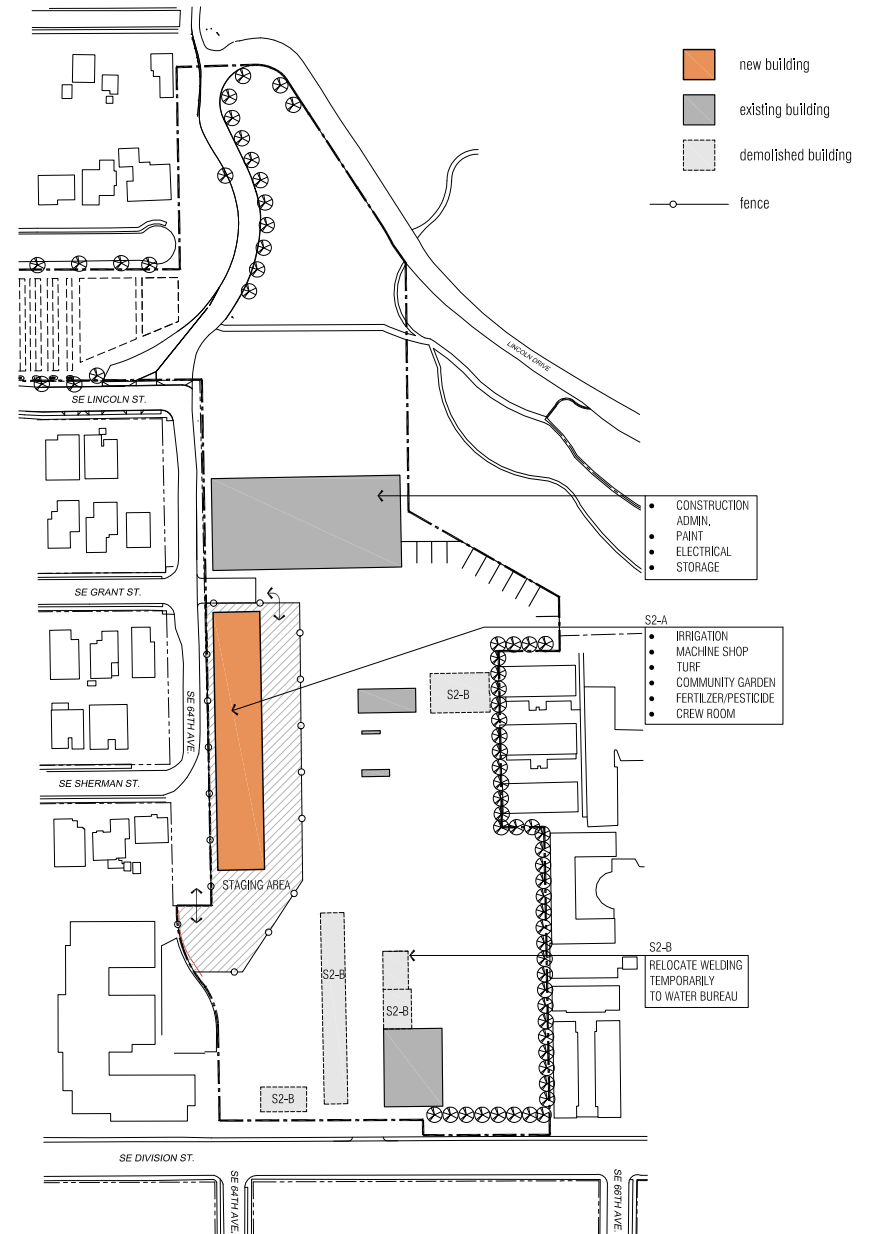 new building
existing building
demolished building
fence
LINCOLN DRIVE
SE LINCOLN ST.
CONSTRUCTION
ADMIN.
PAINT
ELECTRICAL
STORAGE
SE GRANT ST.
S2-A
IRRIGATION
MACHINE SHOP
TURF
COMMUNITY GARDEN
FERTILZER/PESTICIDE
CREW ROOM
S2-B
SE 64TH AVE.
SE SHERMAN ST.
STAGING AREA
S2-B
S2-B
RELOCATE WELDING
TEMPORARILY
TO WATER BUREAU
S2-B
S2-B
SE DIVISION ST.
SE 64TH AVE.
SE 66TH AVE.